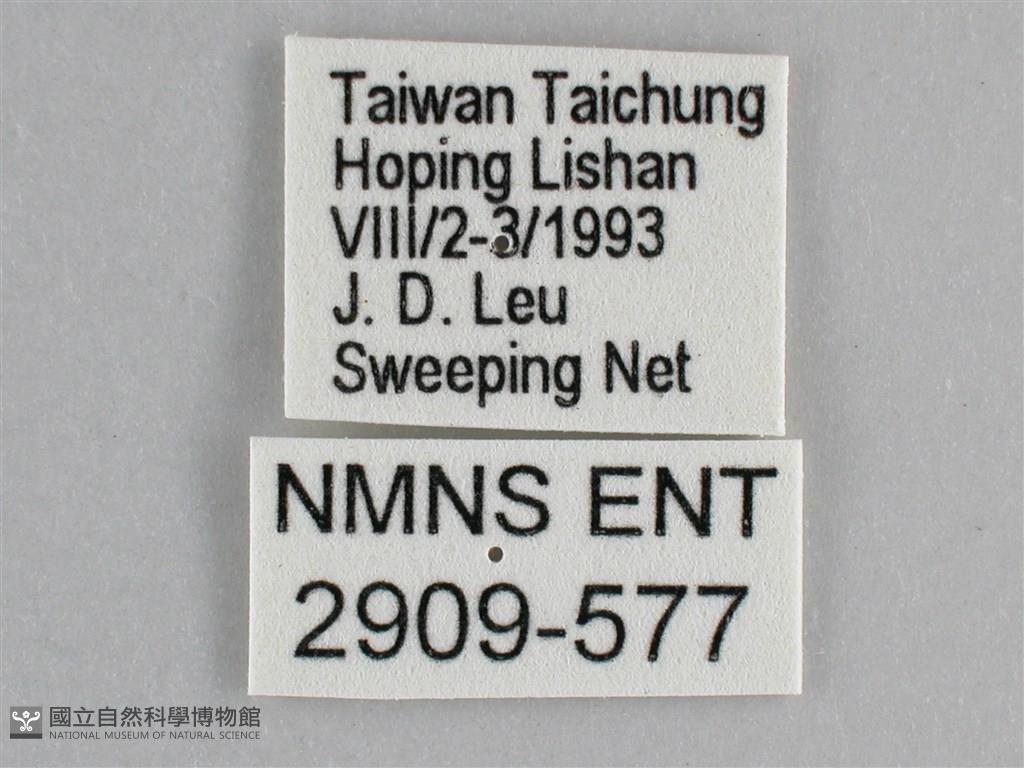 Taiwan Taichung
Hoping Lishan
VIII/2-3/1993
J. D. Leu
Sweeping Net
NMNS ENT
2909-577
國立自然科學博物館
NATIONAL MUSEUM OF NATURAL SCIENCE